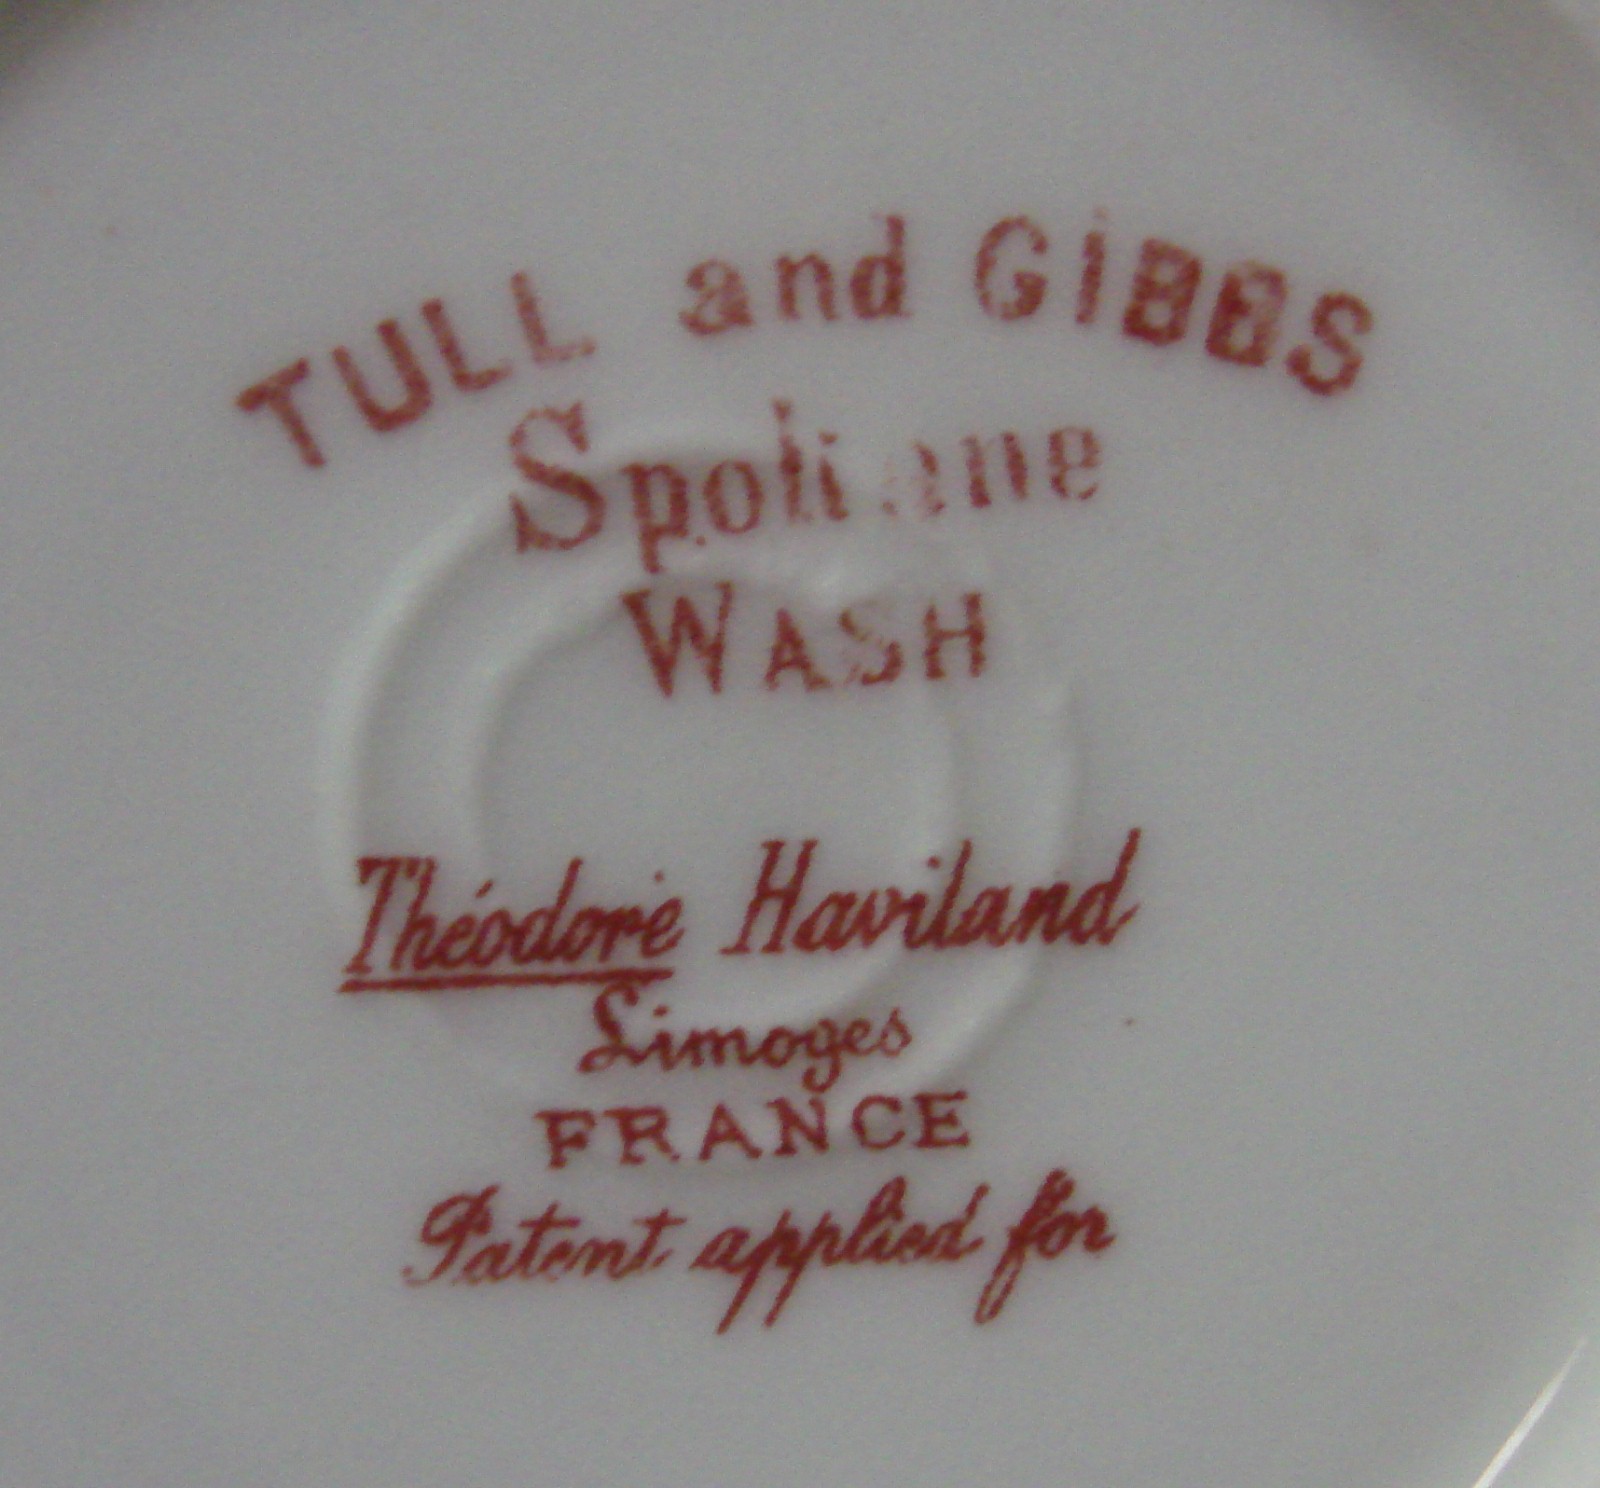 TULL and GIBBS
Spokane
WASH
Théodore Haviland
Limoges
FRANCE
Patent applied for